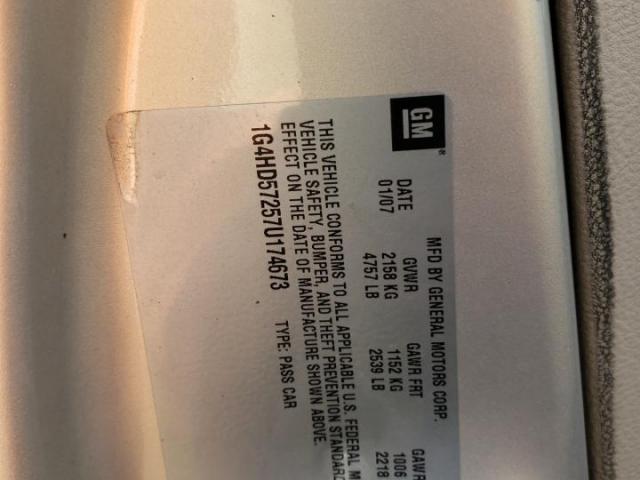 GM®
MFD BY GENERAL MOTORS CORP.
DATE GVWR GAWR FRT GAWR
01/07 2158 KG 1152 KG 1006
4757 LB 2539 LB 2218
THIS VEHICLE CONFORMS TO ALL APPLICABLE U.S. FEDERAL M
VEHICLE SAFETY, BUMPER, AND THEFT PREVENTION STANDARD
EFFECT ON THE DATE OF MANUFACTURE SHOWN ABOVE.
1G4HD57257U174673 TYPE: PASS CAR